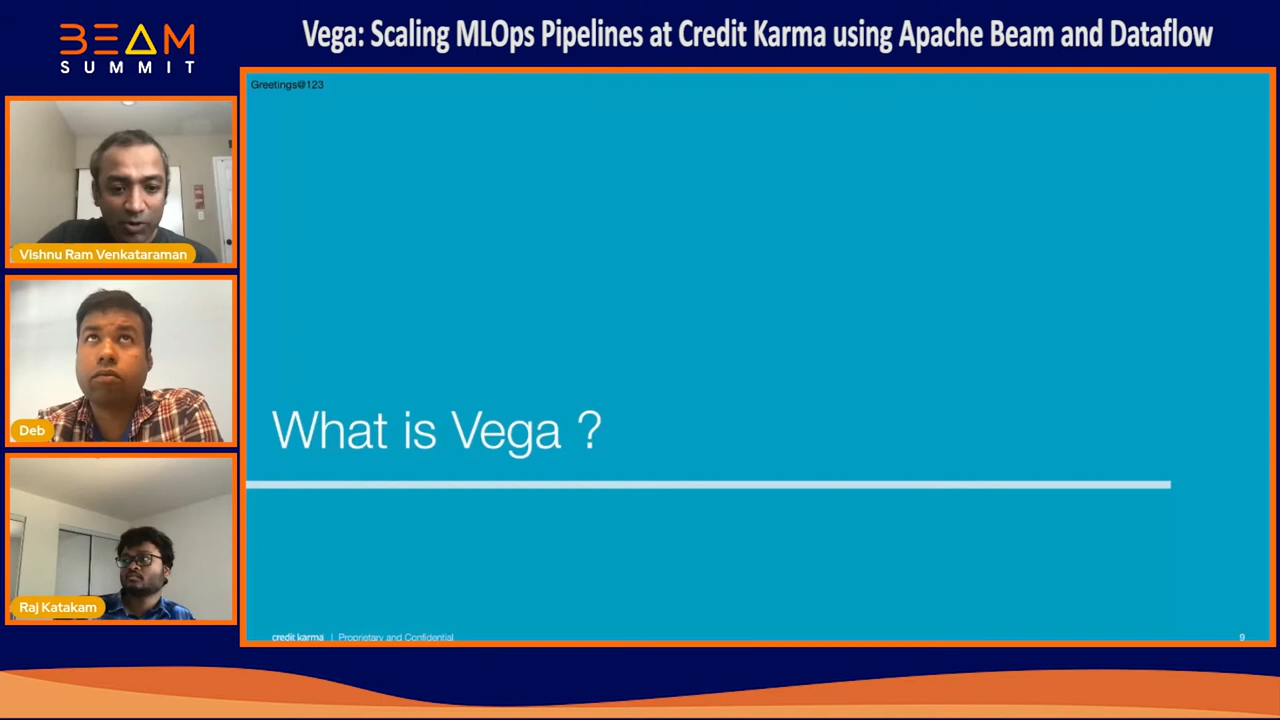 BEAM
SUMMIT
Vega: Scaling MLOps Pipelines at Credit Karma using Apache Beam and Dataflow
Vishnu Ram Venkataraman
Deb
Raj Katakam
Greetings@123
What is Vega ?
credit karma | Proprietary and Confidential
9